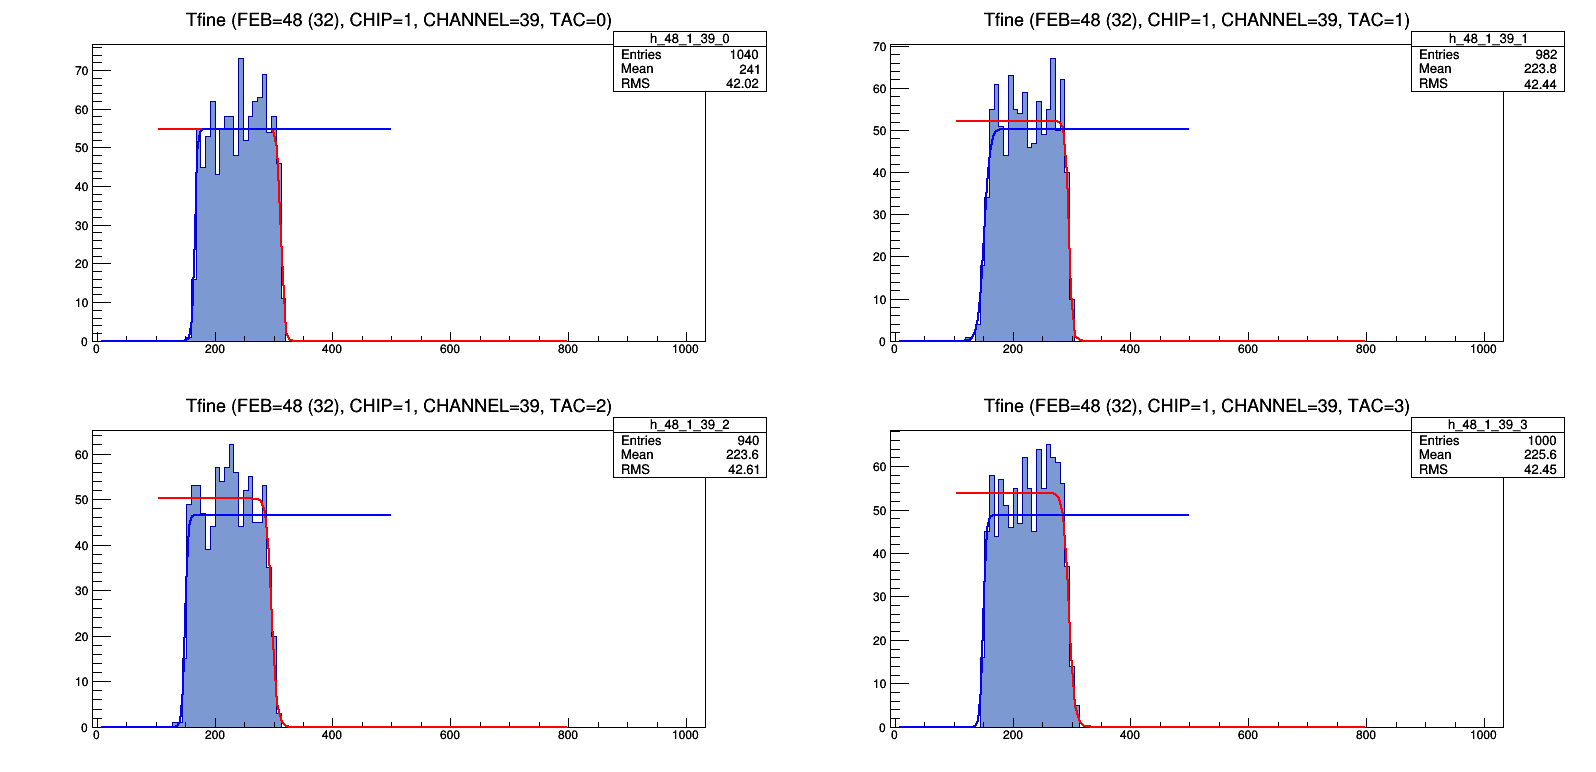 Tfine (FEB=48 (32), CHIP=1, CHANNEL=39, TAC=0)
h_48_1_39_0
Entries 1040
Mean 241
RMS 42.02
70
60
50
40
30
20
10
0
0 200 400 600 800 1000
Tfine (FEB=48 (32), CHIP=1, CHANNEL=39, TAC=1)
h_48_1_39_1
Entries 982
Mean 223.8
RMS 42.44
70
60
50
40
30
20
10
0
0 200 400 600 800 1000
Tfine (FEB=48 (32), CHIP=1, CHANNEL=39, TAC=2)
h_48_1_39_2
Entries 940
Mean 223.6
RMS 42.61
60
50
40
30
20
10
0
0 200 400 600 800 1000
Tfine (FEB=48 (32), CHIP=1, CHANNEL=39, TAC=3)
h_48_1_39_3
Entries 1000
Mean 225.6
RMS 42.45
60
50
40
30
20
10
0
0 200 400 600 800 1000